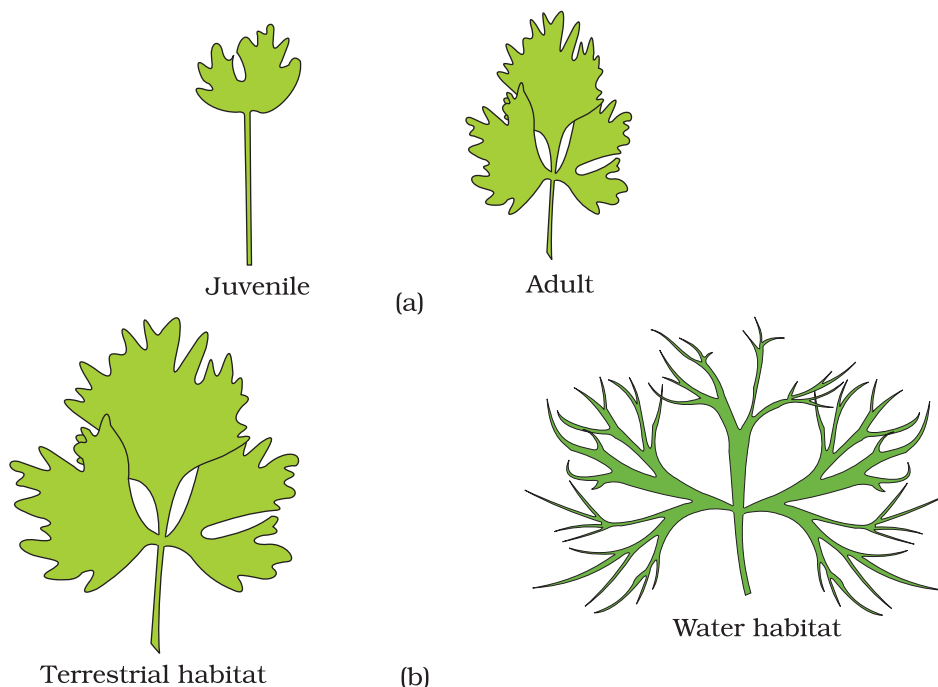 Juvenile
Adult
(a)
Terrestrial habitat
Water habitat
(b)